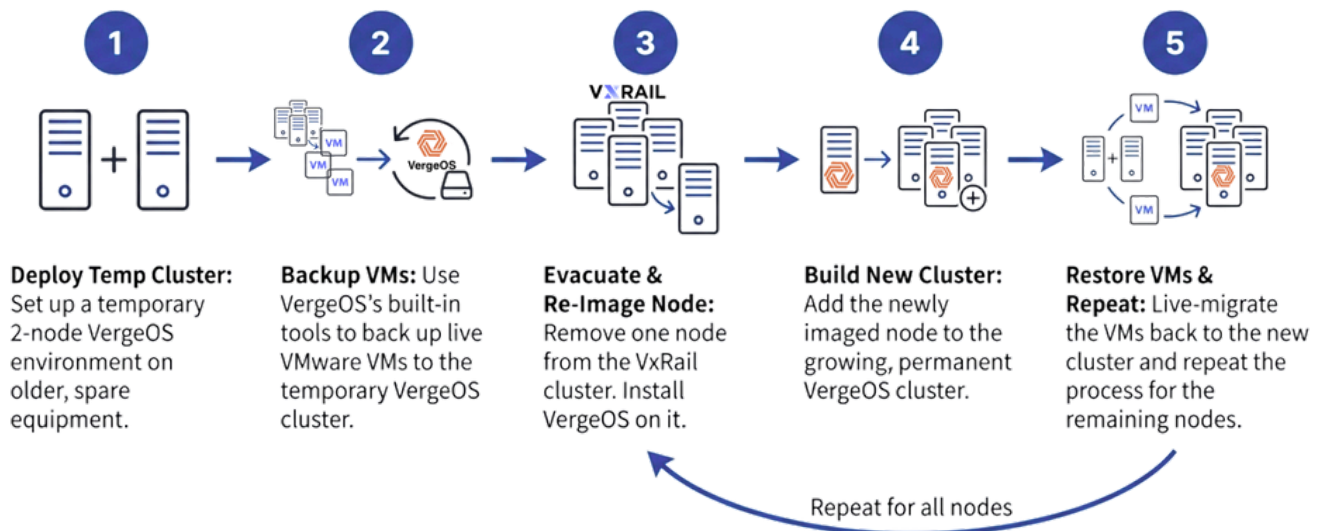 1
2
3
4
5
VM
VM
VM
VergeOS
VXRAIL
VM
VM
Deploy Temp Cluster:
Set up a temporary
2-node VergeOS
environment on
older, spare
equipment.
Backup VMs: Use
VergeOS's built-in
tools to back up live
VMware VMs to the
temporary VergeOS
cluster.
Evacuate &
Re-Image Node:
Remove one node
from the VxRail
cluster. Install
VergeOS on it.
Build New Cluster:
Add the newly
imaged node to the
growing, permanent
VergeOS cluster.
Restore VMs &
Repeat: Live-migrate
the VMs back to the new
cluster and repeat the
process for the
remaining nodes.
Repeat for all nodes